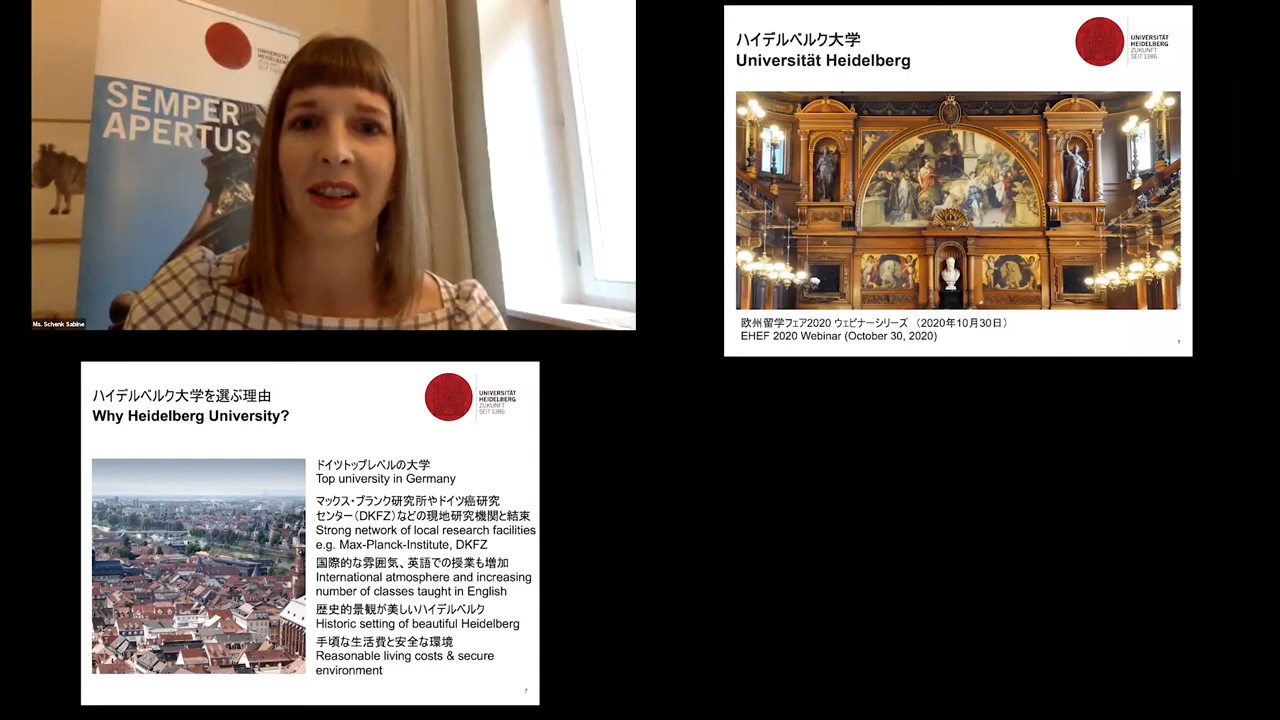 UNIVERSITÄT
HEIDELBERG
SEMPER
APERTUS
Ms. Schenk Sabine
ハイデルベルク大学
Universität Heidelberg
UNIVERSITÄT
HEIDELBERG
ZUKUNFT
SEIT 1386
欧州留学フェア2020 ウェビナーシリーズ （2020年10月30日）
EHEF 2020 Webinar (October 30, 2020)
1
ハイデルベルク大学を選ぶ理由
Why Heidelberg University?
UNIVERSITÄT
HEIDELBERG
ZUKUNFT
SEIT 1386
ドイツトップレベルの大学
Top university in Germany
マックス・プランク研究所やドイツ癌研究
センター（DKFZ）などの現地研究機関と結束
Strong network of local research facilities
e.g. Max-Planck-Institute, DKFZ
国際的な雰囲気、英語での授業も増加
International atmosphere and increasing
number of classes taught in English
歴史的景観が美しいハイデルベルク
Historic setting of beautiful Heidelberg
手頃な生活費と安全な環境
Reasonable living costs & secure
environment
7